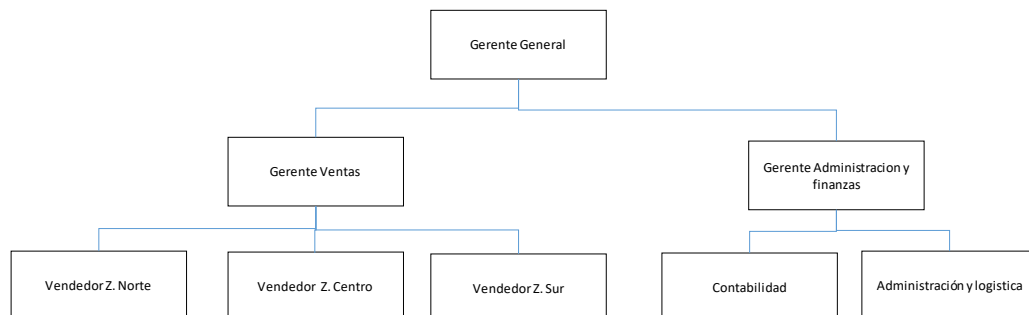 Gerente General
Gerente Ventas
Gerente Administracion y
finanzas
Vendedor Z. Norte
Vendedor Z. Centro
Vendedor Z. Sur
Contabilidad
Administración y logistica